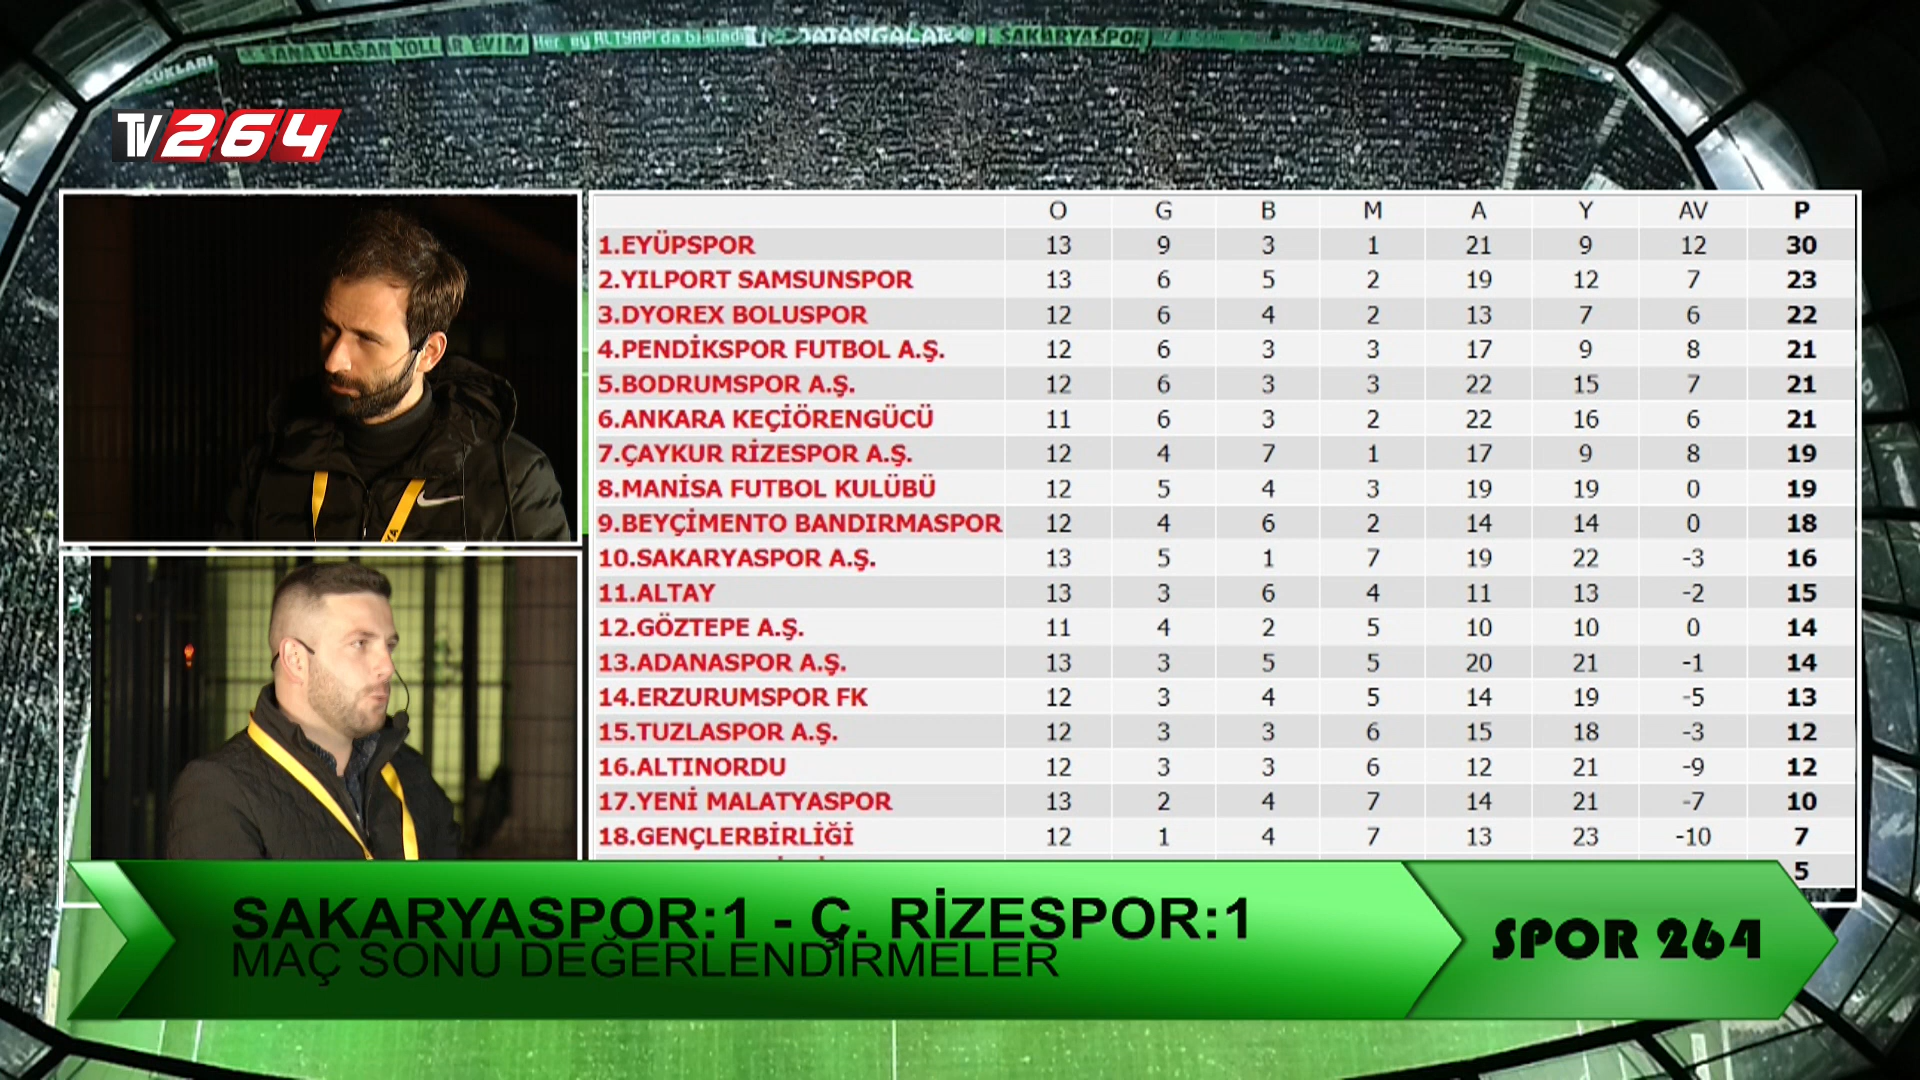 SANA ULAŞAN YOLL
R EVİM
SAKARYASPOR
TV264
O G B M A Y AV P
1.EYÜPSPOR 13 9 3 1 21 9 12 30
2.YILPORT SAMSUNSPOR 13 6 5 2 19 12 7 23
3.DYOREX BOLUSPOR 12 6 4 2 13 7 6 22
4.PENDİKSPOR FUTBOL A.Ş. 12 6 3 3 17 9 8 21
5.BODRUMSPOR A.Ş. 12 6 3 3 22 15 7 21
6.ANKARA KEÇİÖRENGÜCÜ 11 6 3 2 22 16 6 21
7.ÇAYKUR RİZESPOR A.Ş. 12 4 7 1 17 9 8 19
8.MANİSA FUTBOL KULÜBÜ 12 5 4 3 19 19 0 19
9.BEYÇİMENTO BANDIRMASPOR 12 4 6 2 14 14 0 18
10.SAKARYASPOR A.Ş. 13 5 1 7 19 22 -3 16
11.ALTAY 13 3 6 4 11 13 -2 15
12.GÖZTEPE A.Ş. 11 4 2 5 10 10 0 14
13.ADANASPOR A.Ş. 13 3 5 5 20 21 -1 14
14.ERZURUMSPOR FK 12 3 4 5 14 19 -5 13
15.TUZLASPOR A.Ş. 12 3 3 6 15 18 -3 12
16.ALTINORDU 12 3 3 6 12 21 -9 12
17.YENİ MALATYASPOR 13 2 4 7 14 21 -7 10
18.GENÇLERBİRLİĞİ 12 1 4 7 13 23 -10 7
5
SAKARYASPOR:1 - Ç. RİZESPOR:1
MAÇ SONU DEĞERLENDİRMELER
SPOR 264